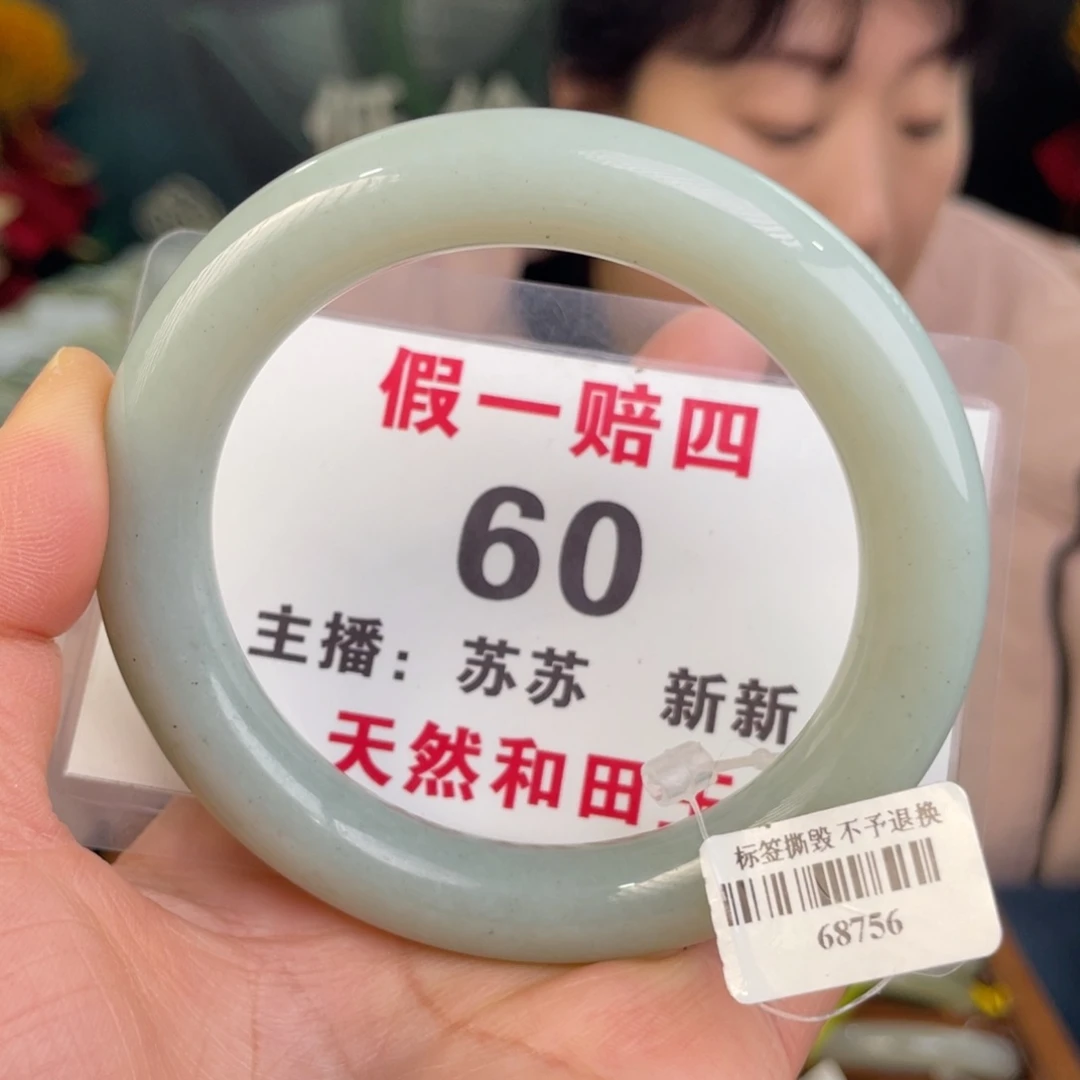 假一赔四
60
主播：苏苏 新新
天然和田
标签撕毁 不予退换
68756